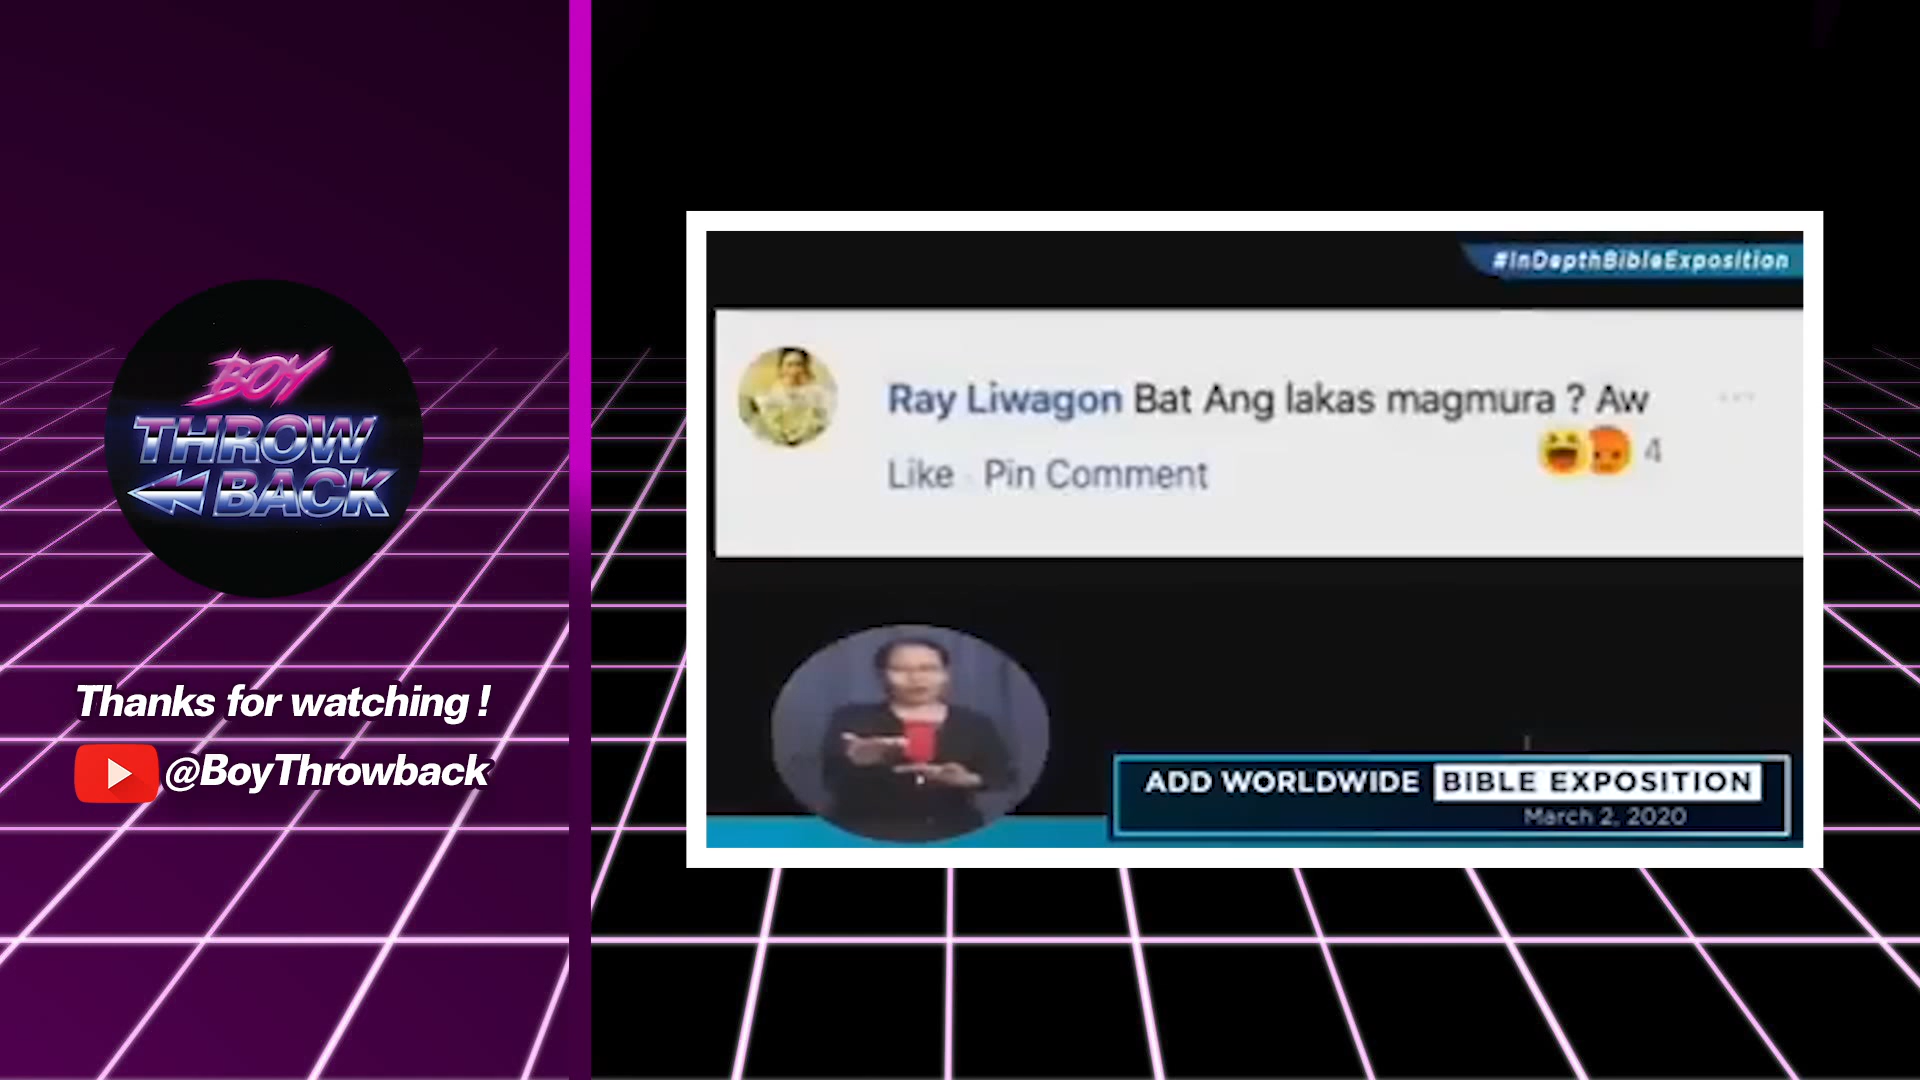 BOY
THROW
BACK
Thanks for watching !
@BoyThrowback
#InDepthBibleExposition
Ray Liwagon Bat Ang lakas magmura ? Aw
4
Like · Pin Comment
ADD WORLDWIDE BIBLE EXPOSITION
March 2, 2020